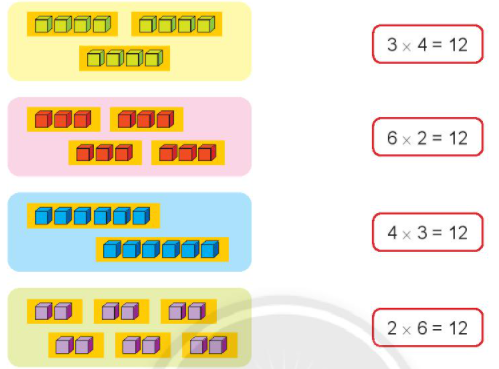 3 × 4 = 12
6 × 2 = 12
4 × 3 = 12
2 × 6 = 12